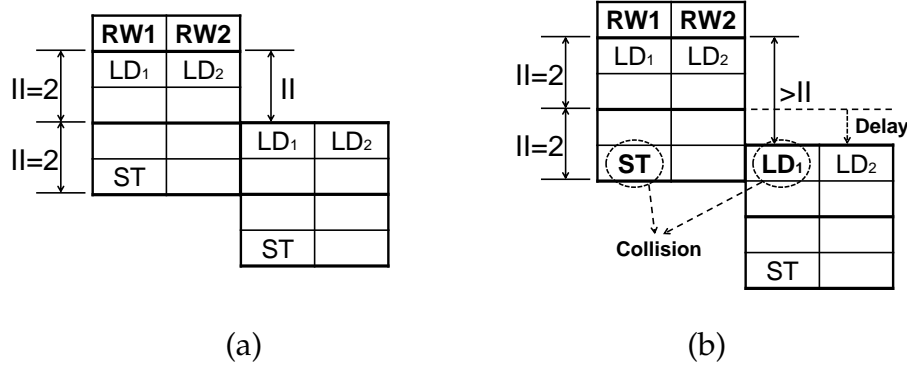 RW1 RW2
II=2 LD₁ LD₂ II
II=2 LD₁ LD₂
ST
ST
(a)
RW1 RW2
II=2 LD₁ LD₂ >II
Delay
II=2 ST LD₁ LD₂
Collision
ST
(b)